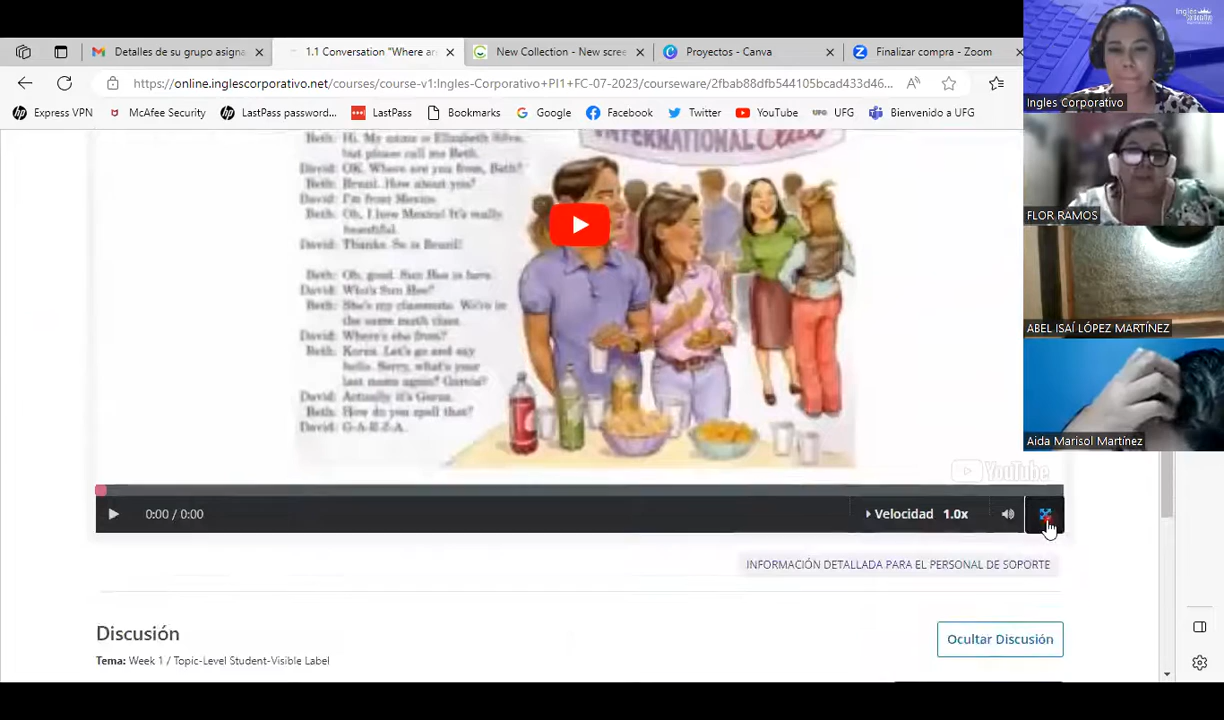 Detalles de su grupo asigna
1.1 Conversation "Where ar
New Collection - New scree
Proyectos - Canva
Finalizar compra - Zoom
https://online.inglescorporativo.net/courses/course-v1:Ingles-Corporativo+PI1+FC-07-2023/courseware/2fbab88dfb544105bcad433d46...
Express VPN
McAfee Security
LastPass password...
LastPass
Bookmarks
Google
Facebook
Twitter
YouTube
UFG
Bienvenido a UFG
INTERNATIONAL Club
Beth: Hi. My name is Elizabeth Silva,
but please call me Beth.
David: OK. Where are you from, Beth?
Beth: Brazil. How about you?
David: I'm from Mexico.
Beth: Oh, I love Mexico! It's really
beautiful.
David: Thanks. So is Brazil!
Beth: Oh, good. Sun Hee is here.
David: Who's Sun Hee?
Beth: She's my classmate. We're in
the same math class.
David: Where's she from?
Beth: Korea. Let's go and say
hello. Sorry, what's your
last name again? Garcia?
David: Actually, it's Garza.
Beth: How do you spell that?
David: G-A-R-Z-A.
YouTube
0:00 / 0:00
Velocidad 1.0x
INFORMACIÓN DETALLADA PARA EL PERSONAL DE SOPORTE
Discusión
Ocultar Discusión
Tema: Week 1 / Topic-Level Student-Visible Label
Inglés
Corporativo
Ingles Corporativo
FLOR RAMOS
ABEL ISAÍ LÓPEZ MARTÍNEZ
Aida Marisol Martínez